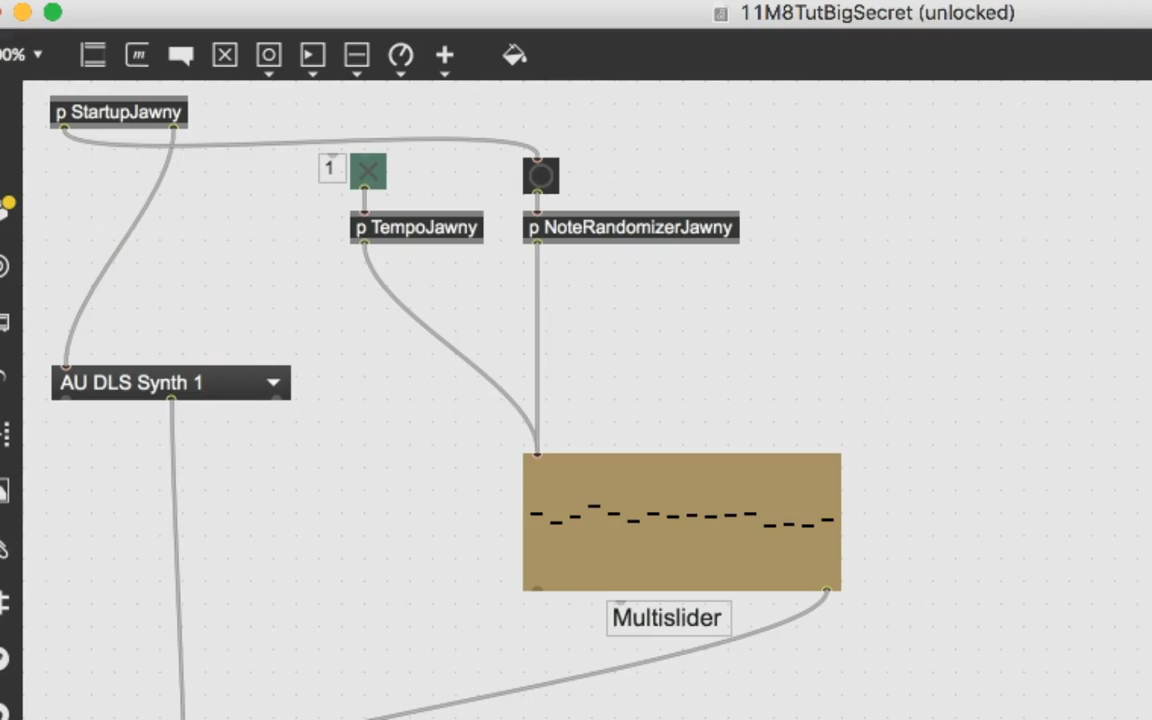 11M8TutBigSecret (unlocked)
00%
p StartupJawny
1
p TempoJawny
p NoteRandomizerJawny
AU DLS Synth 1
Multislider